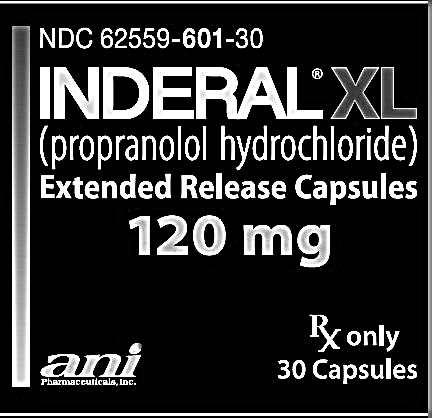 NDC 62559-601-30
INDERAL® XL
(propranolol hydrochloride)
Extended Release Capsules
120 mg
Rx only
30 Capsules
ani
Pharmaceuticals, Inc.